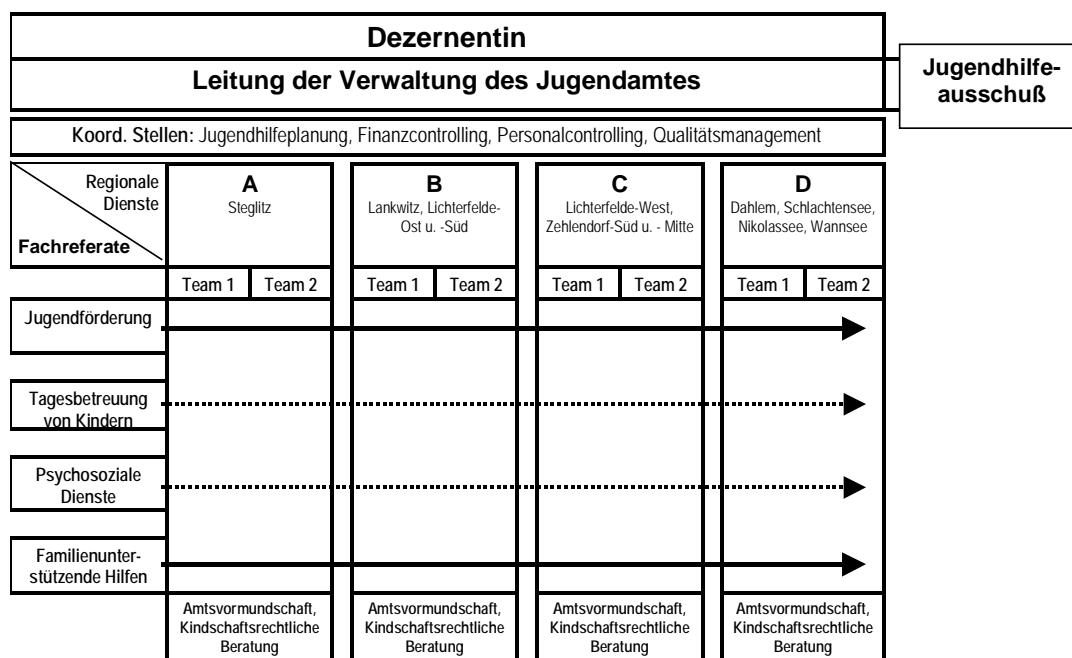 Dezernentin
Leitung der Verwaltung des Jugendamtes
Jugendhilfe-
ausschuß
Koord. Stellen: Jugendhilfeplanung, Finanzcontrolling, Personalcontrolling, Qualitätsmanagement
Regionale
Dienste
Fachreferate
A
Steglitz
B
Lankwitz, Lichterfelde-
Ost u. -Süd
C
Lichterfelde-West,
Zehlendorf-Süd u. - Mitte
D
Dahlem, Schlachtensee,
Nikolassee, Wannsee
Team 1
Team 2
Team 1
Team 2
Team 1
Team 2
Team 1
Team 2
Jugendförderung
Tagesbetreuung
von Kindern
Psychosoziale
Dienste
Familienunter-
stützende Hilfen
Amtsvormundschaft,
Kindschaftsrechtliche
Beratung
Amtsvormundschaft,
Kindschaftsrechtliche
Beratung
Amtsvormundschaft,
Kindschaftsrechtliche
Beratung
Amtsvormundschaft,
Kindschaftsrechtliche
Beratung